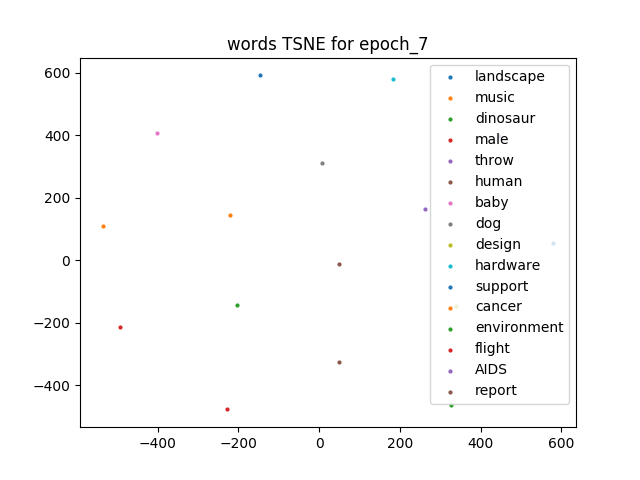 words TSNE for epoch_7
600
400
200
0
−200
−400
−400
−200
0
200
400
600
landscape
music
dinosaur
male
throw
human
baby
dog
design
hardware
support
cancer
environment
flight
AIDS
report